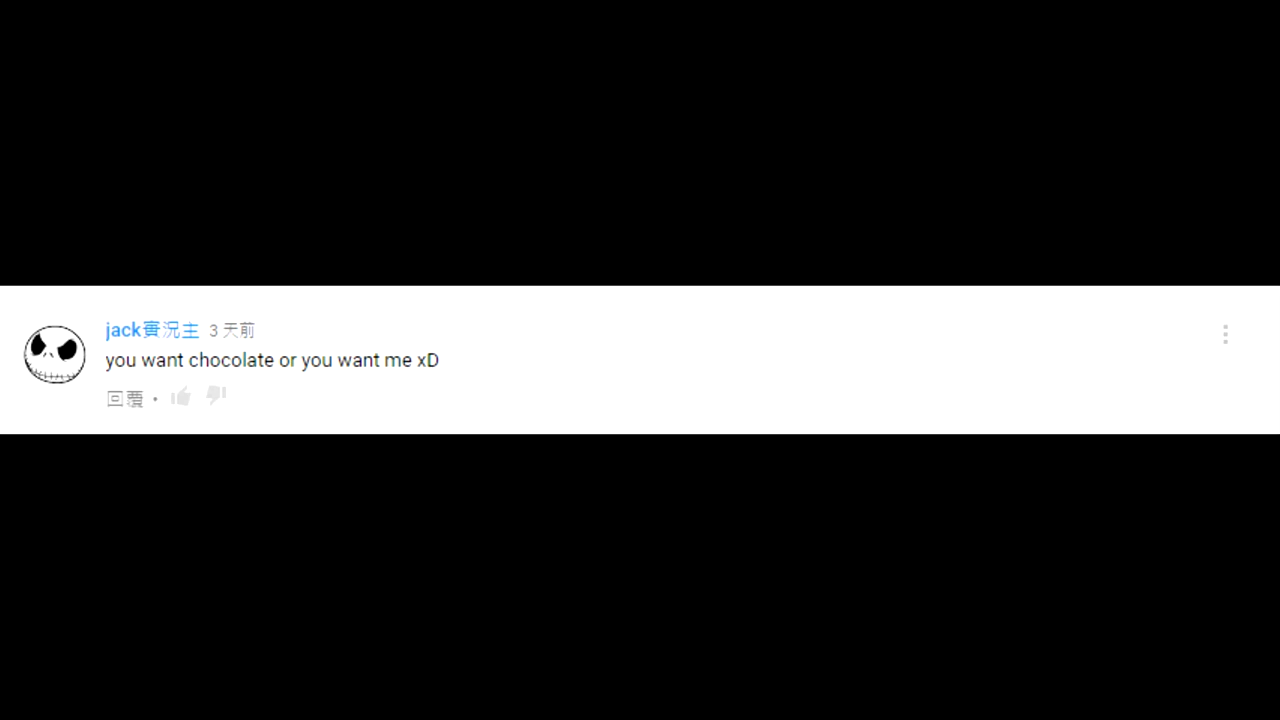 jack實況主 3 天前
you want chocolate or you want me xD
回覆 •